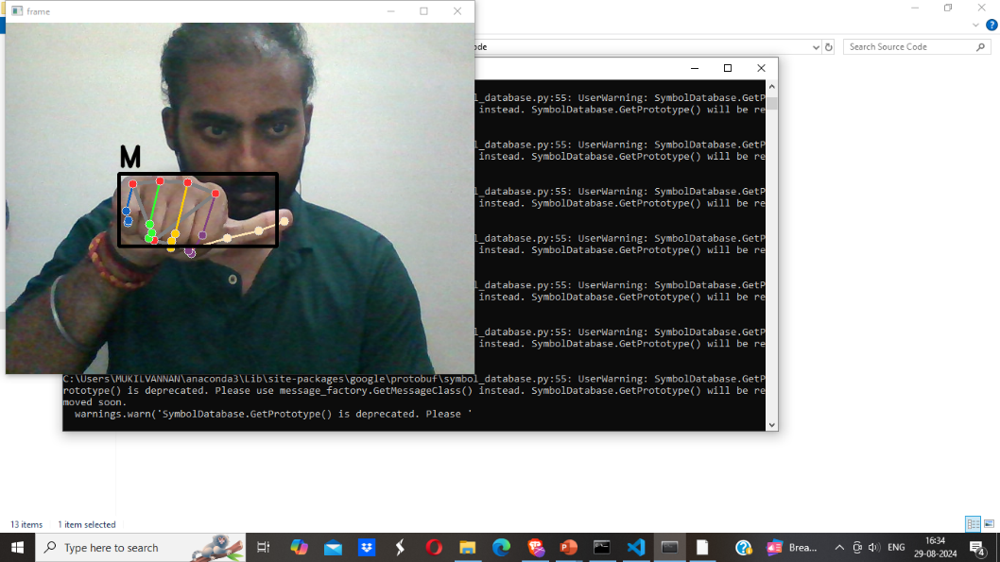 frame
ode
Search Source Code
M
l_database.py:55: UserWarning: SymbolDatabase.GetP
instead. SymbolDatabase.GetPrototype() will be re
l_database.py:55: UserWarning: SymbolDatabase.GetP
instead. SymbolDatabase.GetPrototype() will be re
l_database.py:55: UserWarning: SymbolDatabase.GetP
instead. SymbolDatabase.GetPrototype() will be re
l_database.py:55: UserWarning: SymbolDatabase.GetP
instead. SymbolDatabase.GetPrototype() will be re
l_database.py:55: UserWarning: SymbolDatabase.GetP
instead. SymbolDatabase.GetPrototype() will be re
l_database.py:55: UserWarning: SymbolDatabase.GetP
instead. SymbolDatabase.GetPrototype() will be re
C:\Users\MUKILVANNAN\anaconda3\Lib\site-packages\google\protobuf\symbol_database.py:55: UserWarning: SymbolDatabase.GetP
rototype() is deprecated. Please use message_factory.GetMessageClass() instead. SymbolDatabase.GetPrototype() will be re
moved soon.
warnings.warn('SymbolDatabase.GetPrototype() is deprecated. Please '
13 items 1 item selected
Type here to search
Brea...
ENG
16:34
29-08-2024
4